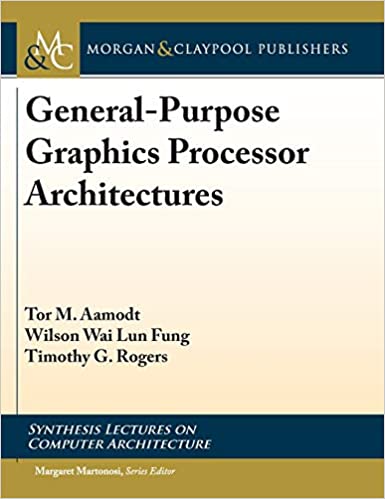 M
&C
MORGAN & CLAYPOOL PUBLISHERS
General-Purpose
Graphics Processor
Architectures
Tor M. Aamodt
Wilson Wai Lun Fung
Timothy G. Rogers
SYNTHESIS LECTURES ON
COMPUTER ARCHITECTURE
Margaret Martonosi, Series Editor